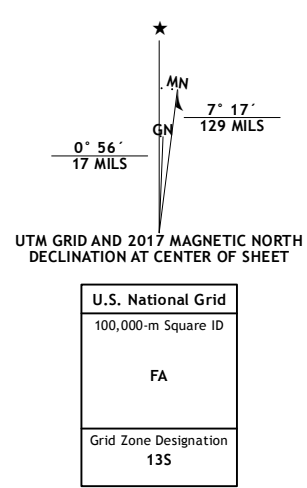 ★
MN
7° 17´
129 MILS
GN
0° 56´
17 MILS
UTM GRID AND 2017 MAGNETIC NORTH
DECLINATION AT CENTER OF SHEET
U.S. National Grid
100,000-m Square ID
FA
Grid Zone Designation
13S